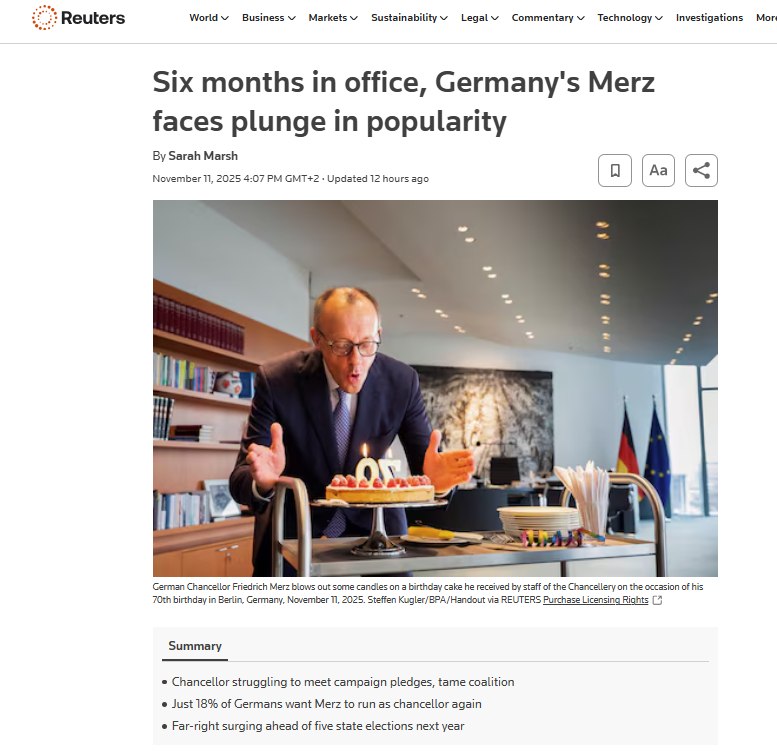 Reuters
World Business Markets Sustainability Legal Commentary Technology Investigations More
Six months in office, Germany's Merz
faces plunge in popularity
By Sarah Marsh
November 11, 2025 4:07 PM GMT+2 · Updated 12 hours ago
Aa
70
German Chancellor Friedrich Merz blows out some candles on a birthday cake he received by staff of the Chancellery on the occasion of his
70th birthday in Berlin, Germany, November 11, 2025. Steffen Kugler/BPA/Handout via REUTERS Purchase Licensing Rights
Summary
Chancellor struggling to meet campaign pledges, tame coalition
Just 18% of Germans want Merz to run as chancellor again
Far-right surging ahead of five state elections next year